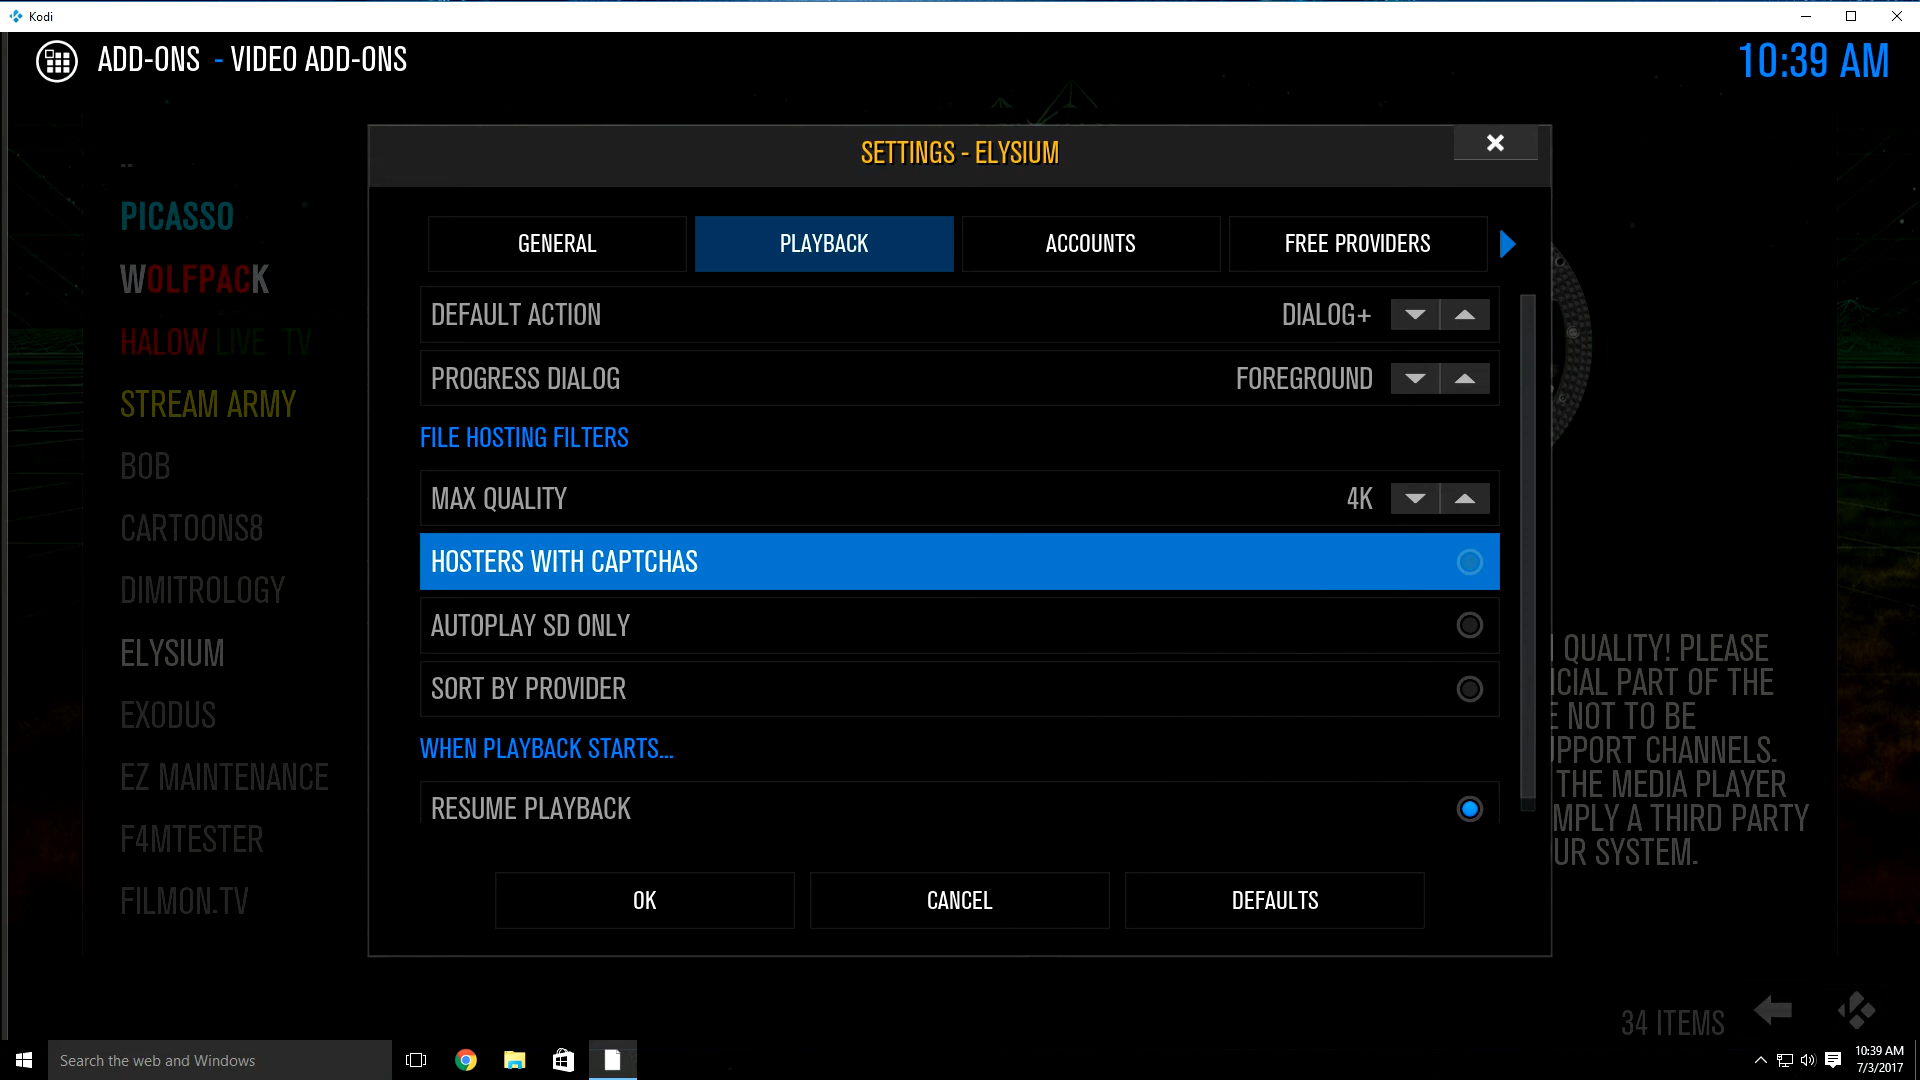 Kodi
ADD-ONS - VIDEO ADD-ONS
10:39 AM
..
PICASSO
WOLFPACK
HALOW LIVE TV
STREAM ARMY
BOB
CARTOONS8
DIMITROLOGY
ELYSIUM
EXODUS
EZ MAINTENANCE
F4MTESTER
FILMON.TV
SETTINGS - ELYSIUM
GENERAL
PLAYBACK
ACCOUNTS
FREE PROVIDERS
DEFAULT ACTION
DIALOG+
PROGRESS DIALOG
FOREGROUND
FILE HOSTING FILTERS
MAX QUALITY
4K
HOSTERS WITH CAPTCHAS
AUTOPLAY SD ONLY
SORT BY PROVIDER
WHEN PLAYBACK STARTS...
RESUME PLAYBACK
OK
CANCEL
DEFAULTS
QUALITY! PLEASE
ICIAL PART OF THE
E NOT TO BE
UPPORT CHANNELS.
THE MEDIA PLAYER
MPLY A THIRD PARTY
UR SYSTEM.
34 ITEMS
Search the web and Windows
10:39 AM
7/3/2017